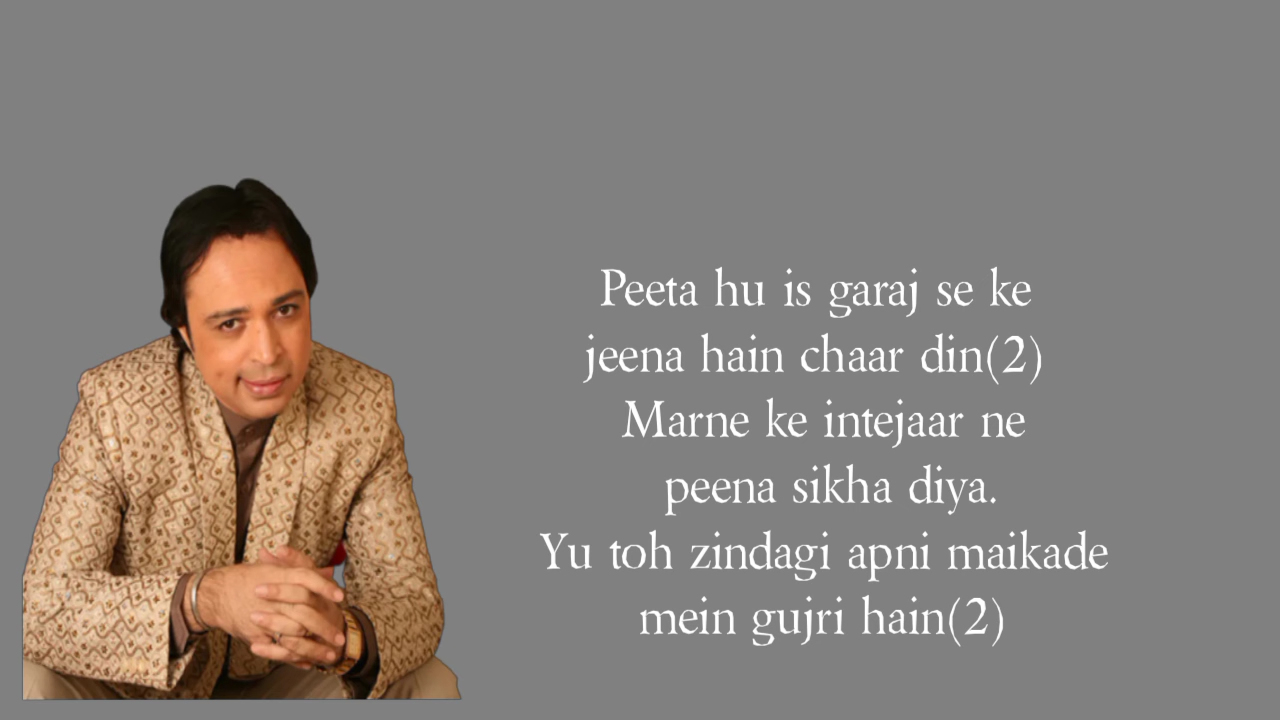 Peeta hu is garaj se ke
jeena hain chaar din(2)
Marne ke intejaar ne
peena sikha diya.
Yu toh zindagi apni maikade
mein gujri hain(2)